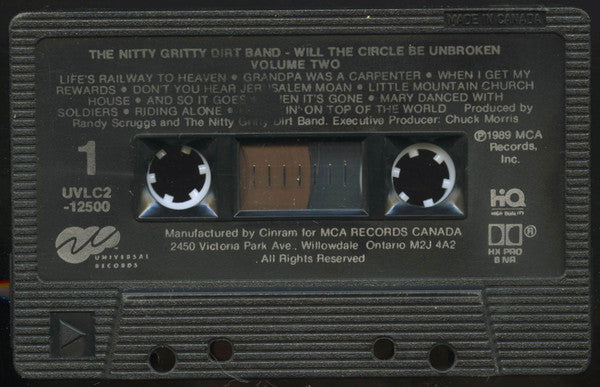 MADE IN CANADA
THE NITTY GRITTY DIRT BAND - WILL THE CIRCLE BE UNBROKEN
VOLUME TWO
LIFE'S RAILWAY TO HEAVEN • GRANDPA WAS A CARPENTER • WHEN I GET MY
REWARDS • DON'T YOU HEAR JERUSALEM MOAN • LITTLE MOUNTAIN CHURCH
HOUSE • AND SO IT GOES WHEN IT'S GONE • MARY DANCED WITH
SOLDIERS • RIDING ALONE • IN' ON TOP OF THE WORLD Produced by
Randy Scruggs and The Nitty Gritty Dirt Band. Executive Producer: Chuck Morris
1
UVLC2
-12500
℗1989 MCA
Records,
Inc.
HQ
HX PRO
B NR
UNIVERSAL
RECORDS
Manufactured by Cinram for MCA RECORDS CANADA
2450 Victoria Park Ave., Willowdale Ontario M2J 4A2
All Rights Reserved